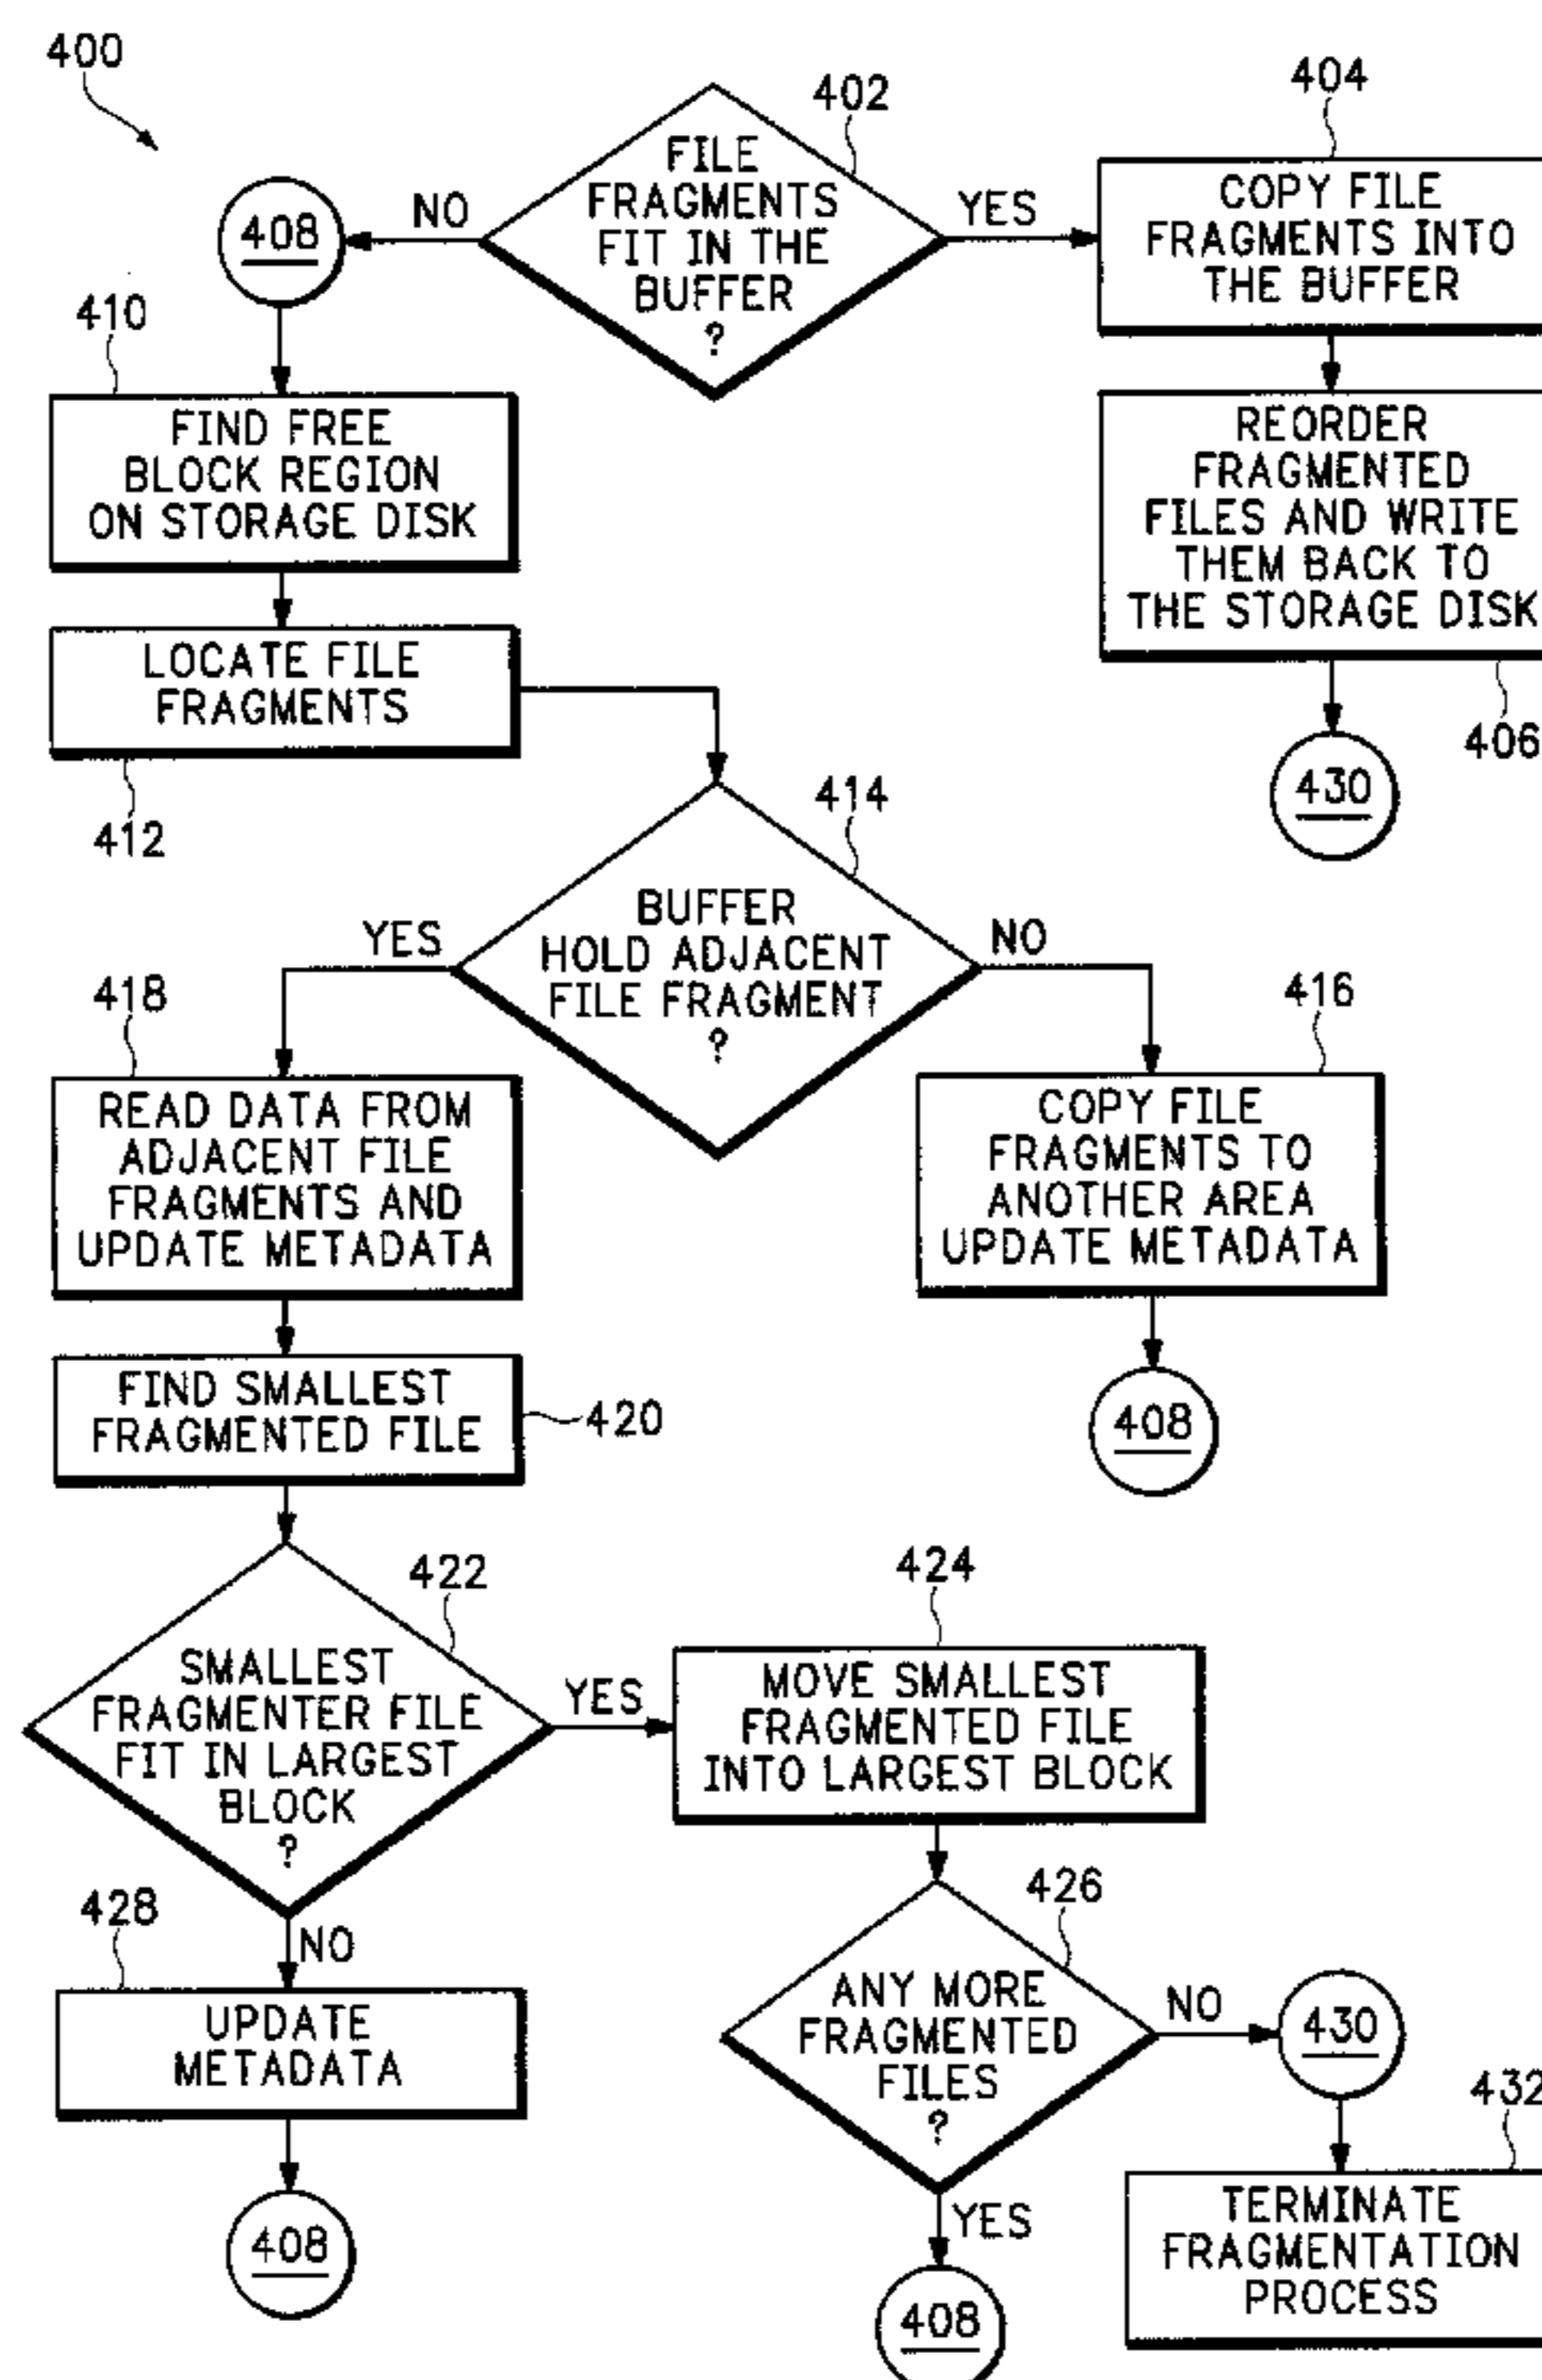 400
402
FILE
FRAGMENTS
FIT IN THE
BUFFER
?
NO
YES
408
404
COPY FILE
FRAGMENTS INTO
THE BUFFER
410
FIND FREE
BLOCK REGION
ON STORAGE DISK
REORDER
FRAGMENTED
FILES AND WRITE
THEM BACK TO
THE STORAGE DISK
406
430
LOCATE FILE
FRAGMENTS
412
414
BUFFER
HOLD ADJACENT
FILE FRAGMENT
?
YES
NO
418
READ DATA FROM
ADJACENT FILE
FRAGMENTS AND
UPDATE METADATA
416
COPY FILE
FRAGMENTS TO
ANOTHER AREA
UPDATE METADATA
408
FIND SMALLEST
FRAGMENTED FILE
420
422
SMALLEST
FRAGMENTER FILE
FIT IN LARGEST
BLOCK
?
YES
NO
424
MOVE SMALLEST
FRAGMENTED FILE
INTO LARGEST BLOCK
428
UPDATE
METADATA
408
426
ANY MORE
FRAGMENTED
FILES
?
NO
YES
430
408
432
TERMINATE
FRAGMENTATION
PROCESS